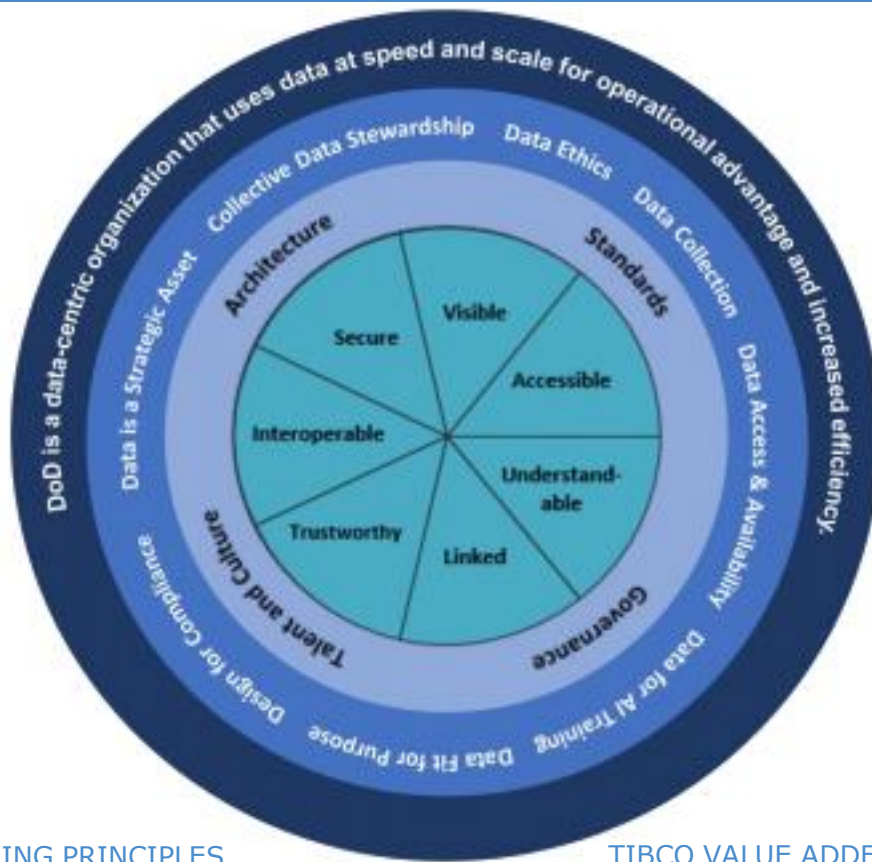 DoD is a data-centric organization that uses data at speed and scale for operational advantage and increased efficiency.
Data is a Strategic Asset
Collective Data Stewardship
Data Ethics
Data Collection
Data Access & Availability
Data for AI Training
Data Fit for Purpose
Design for Compliance
Architecture
Standards
Governance
Talent and Culture
Visible
Accessible
Understand-
able
Linked
Trustworthy
Interoperable
Secure
ING PRINCIPLES
TIBCO VALUE ADDE